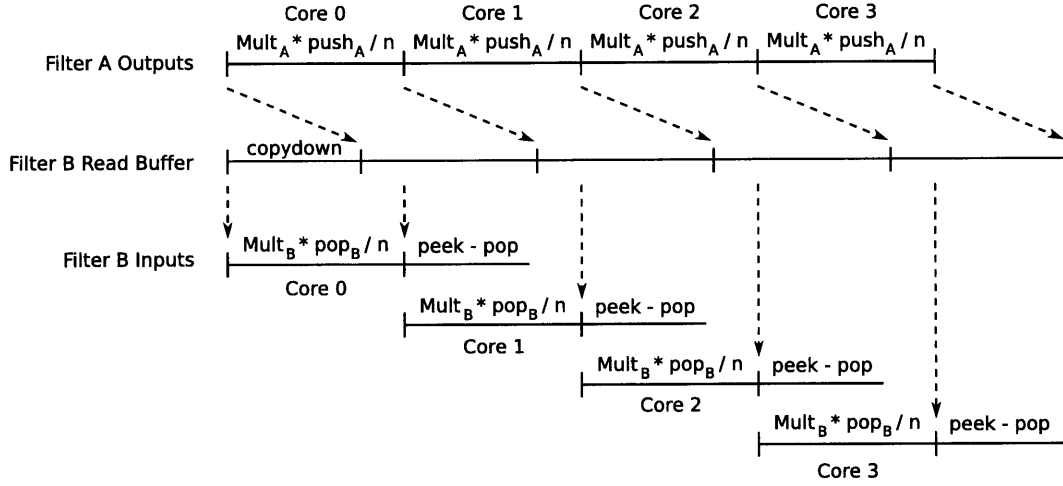 Core 0 Core 1 Core 2 Core 3
Mult_A * push_A / n Mult_A * push_A / n Mult_A * push_A / n Mult_A * push_A / n
Filter A Outputs
copydown
Filter B Read Buffer
Mult_B * pop_B / n peek - pop
Filter B Inputs
Core 0
Mult_B * pop_B / n peek - pop
Core 1
Mult_B * pop_B / n peek - pop
Core 2
Mult_B * pop_B / n peek - pop
Core 3